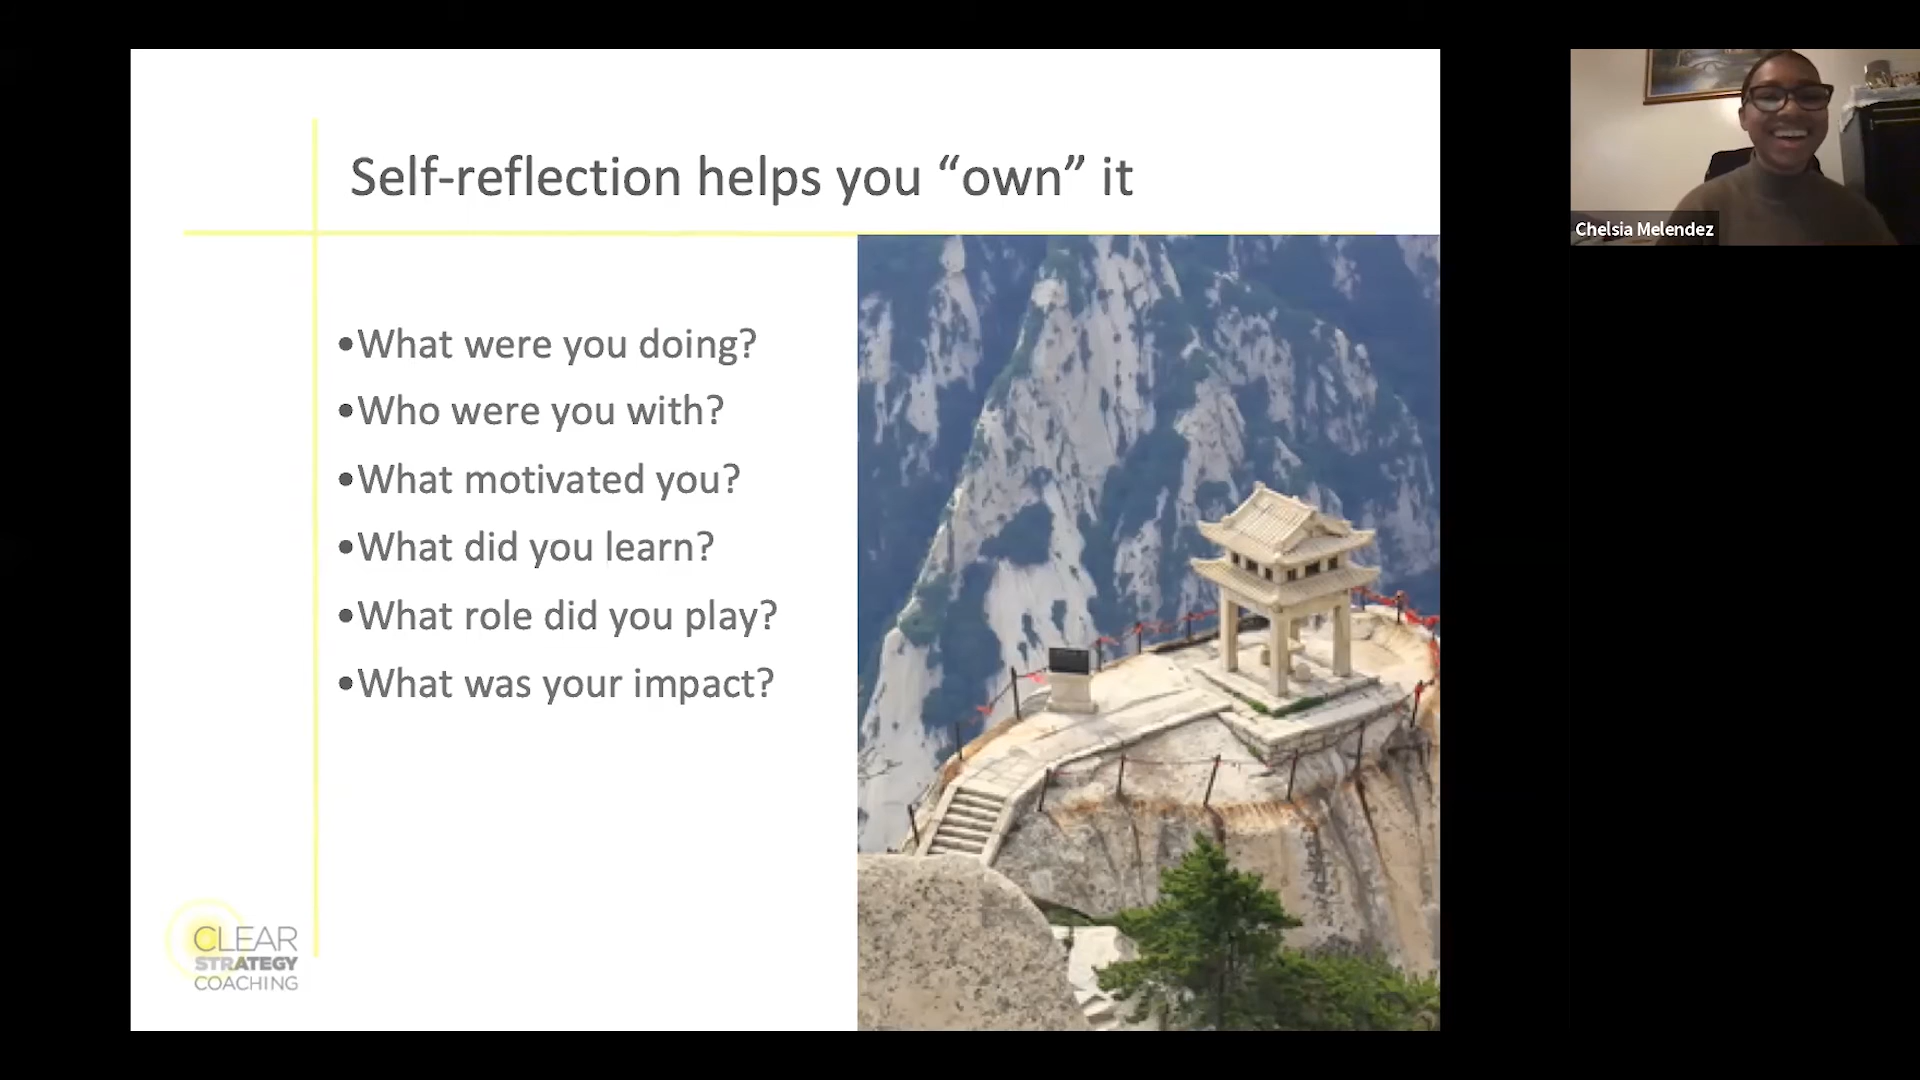 Self-reflection helps you “own” it
•What were you doing?
•Who were you with?
•What motivated you?
•What did you learn?
•What role did you play?
•What was your impact?
CLEAR
STRATEGY
COACHING
Chelsia Melendez